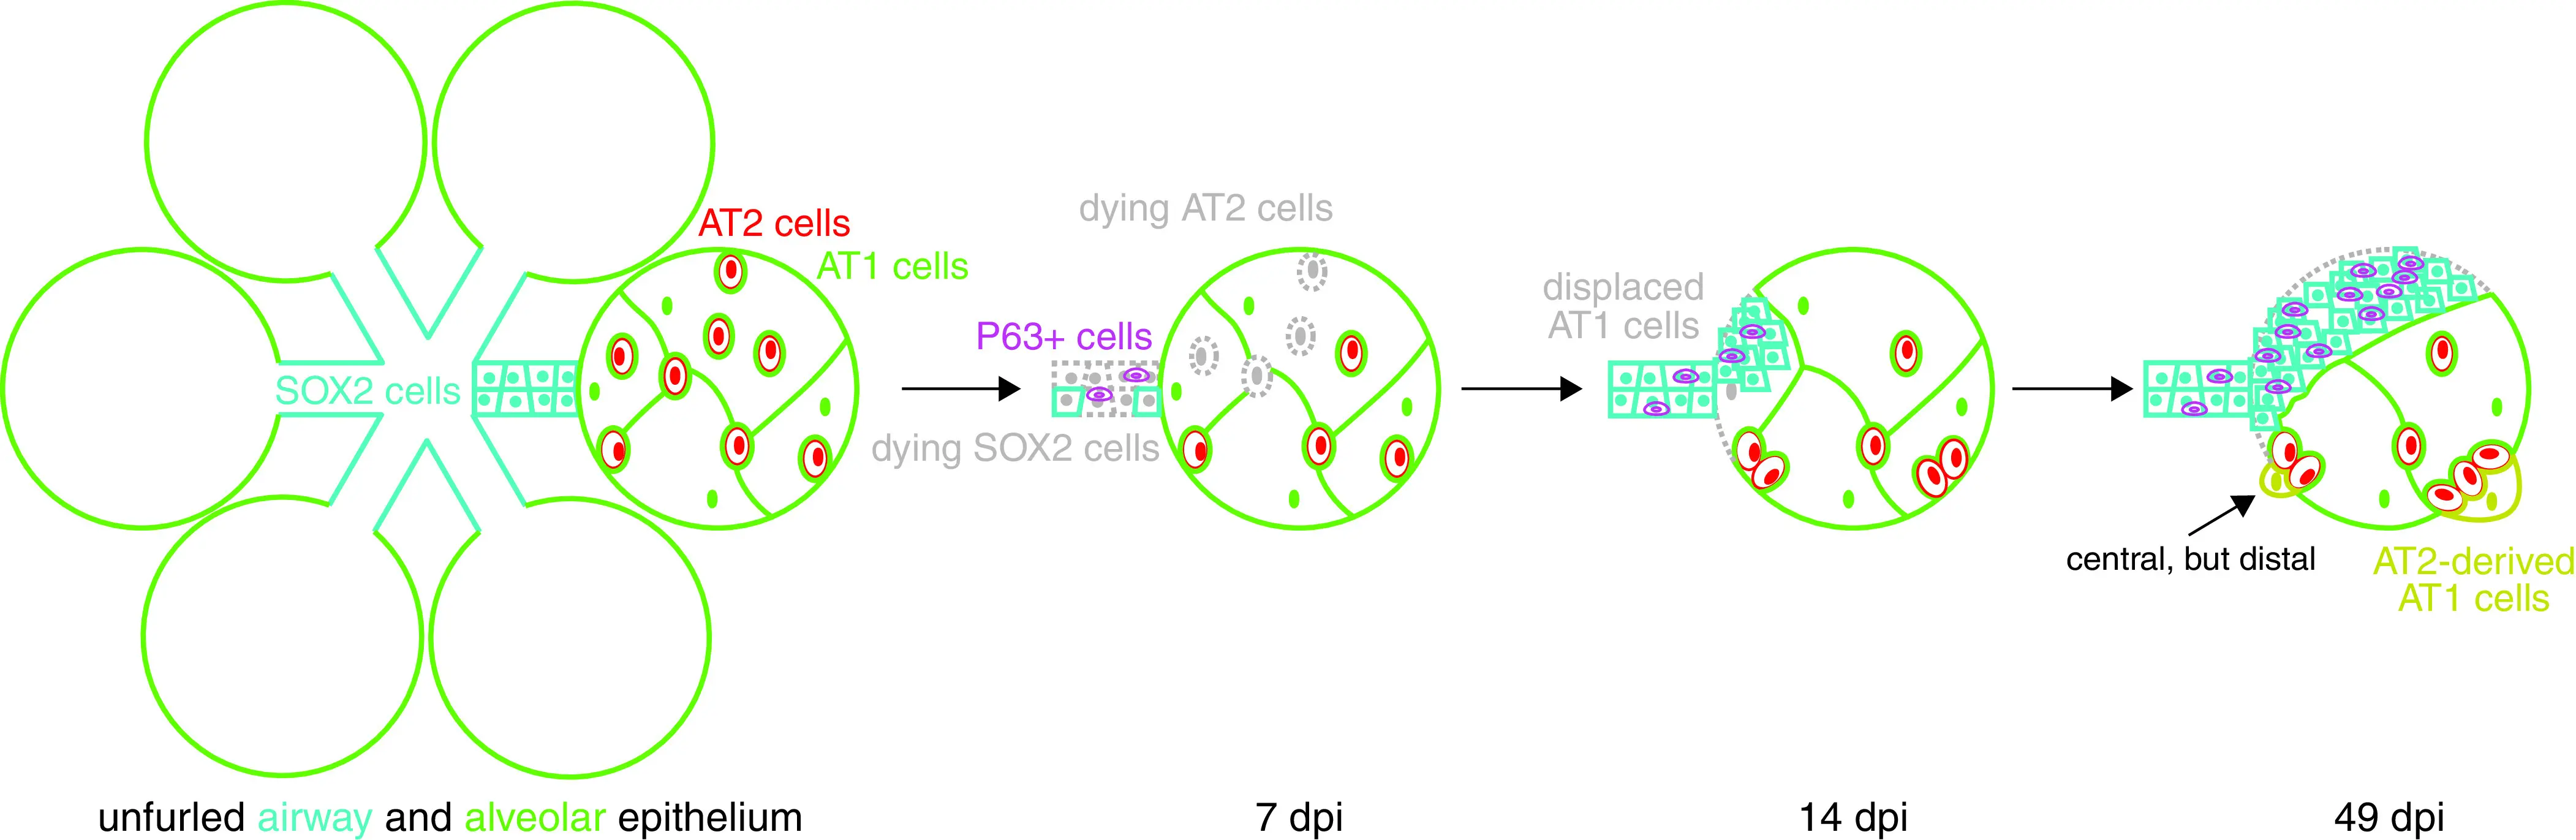 AT2 cells
AT1 cells
SOX2 cells
unfurled airway and alveolar epithelium
dying AT2 cells
P63+ cells
dying SOX2 cells
7 dpi
displaced
AT1 cells
14 dpi
central, but distal
AT2-derived
AT1 cells
49 dpi